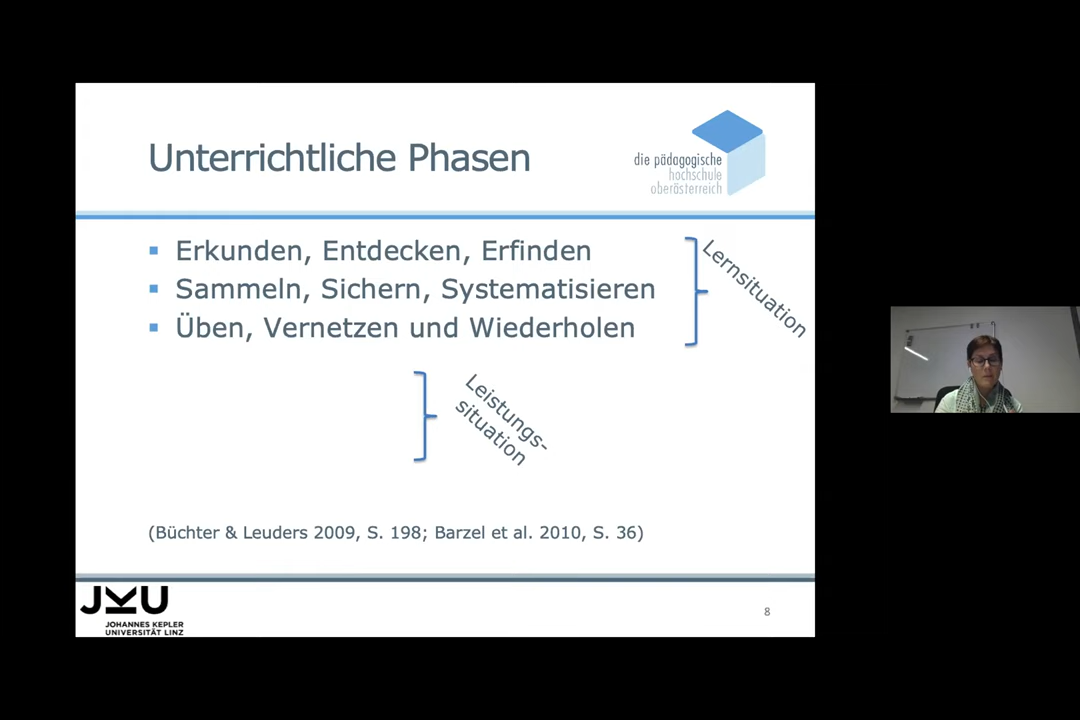 Unterrichtliche Phasen
die pädagogische
hochschule
oberösterreich
Erkunden, Entdecken, Erfinden
Sammeln, Sichern, Systematisieren
Üben, Vernetzen und Wiederholen
Lernsituation
Leistungs-
situation
(Büchter & Leuders 2009, S. 198; Barzel et al. 2010, S. 36)
JKU
JOHANNES KEPLER
UNIVERSITÄT LINZ
8